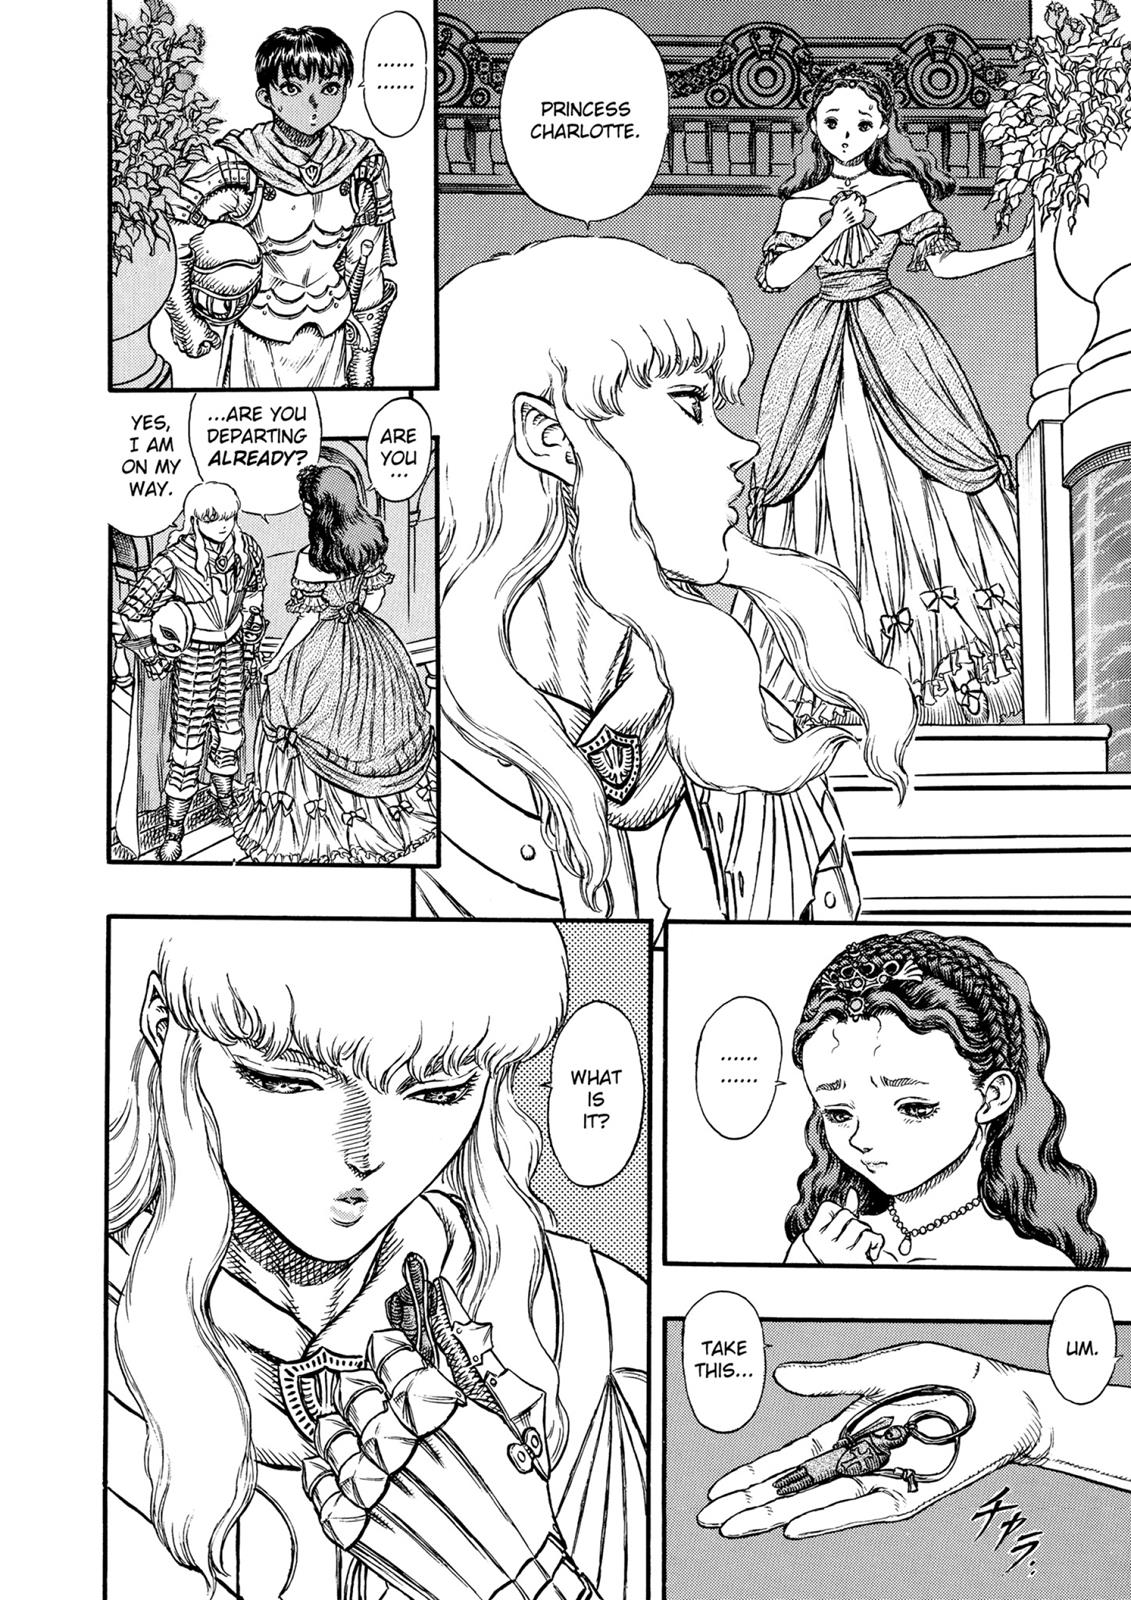 PRINCESS
CHARLOTTE.
......
......
ARE
YOU
...
...ARE YOU
DEPARTING
ALREADY?
YES,
I AM
ON MY
WAY.
......
......
WHAT
IS
IT?
UM.
TAKE
THIS...
チャラ